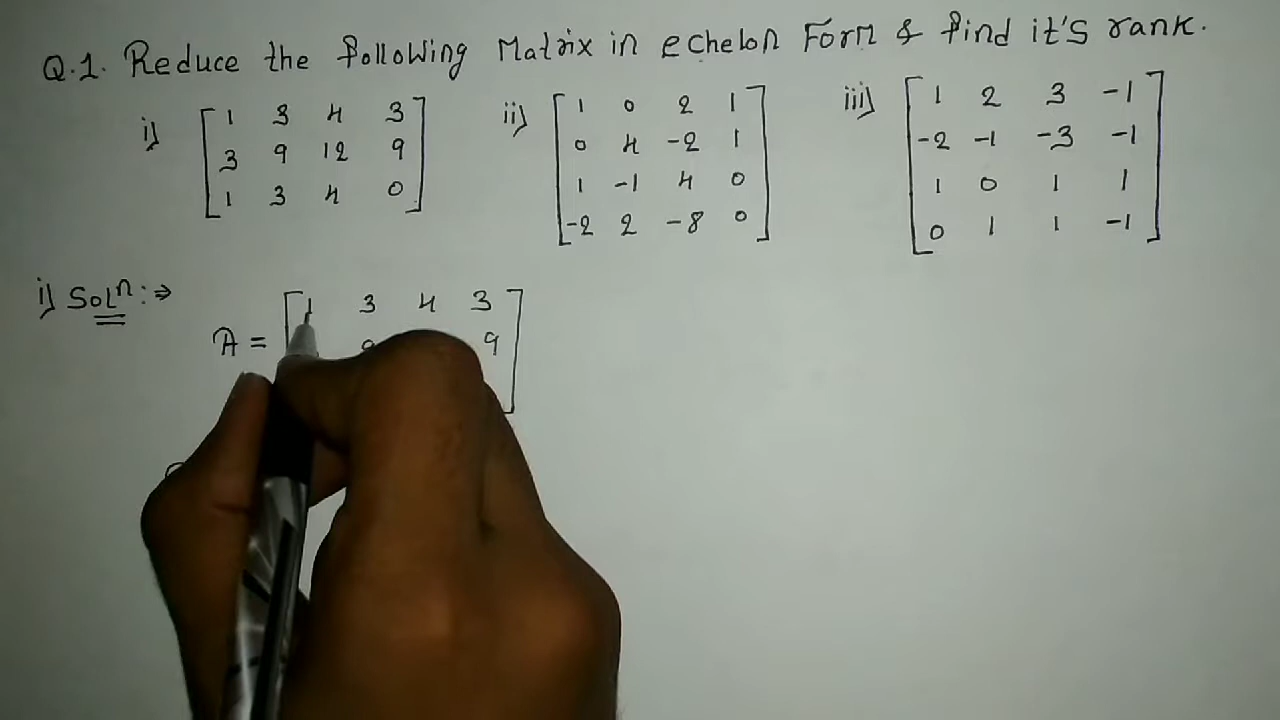 Q.1. Reduce the following Matrix in echelon Form & find it's rank.
i) [ 1 3 4 3 ] ii) [ 1 0 2 1 ] iii) [ 1 2 3 -1 ]
[ 3 9 12 9 ] [ 0 4 -2 1 ] [ -2 -1 -3 -1 ]
[ 1 3 4 0 ] [ 1 -1 4 0 ] [ 1 0 1 1 ]
[ -2 2 -8 0 ] [ 0 1 1 -1 ]
i) Solⁿ :⇒
A = [ 1 3 4 3 ]
9 9